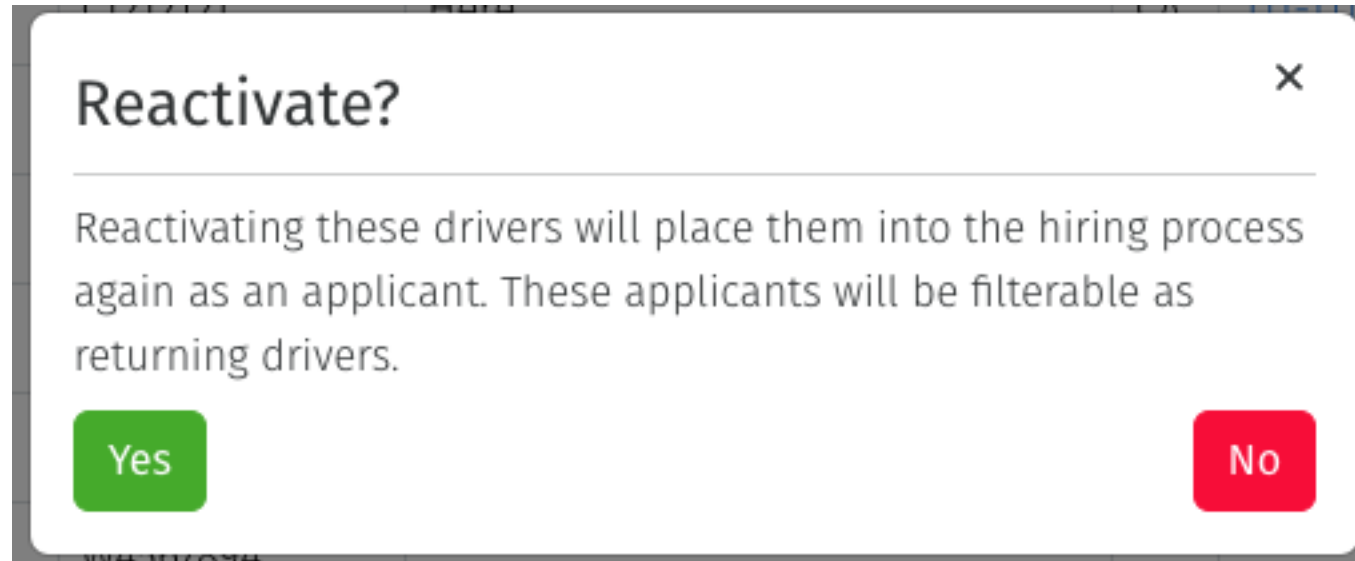 Reactivate?
×
Reactivating these drivers will place them into the hiring process
again as an applicant. These applicants will be filterable as
returning drivers.
Yes
No